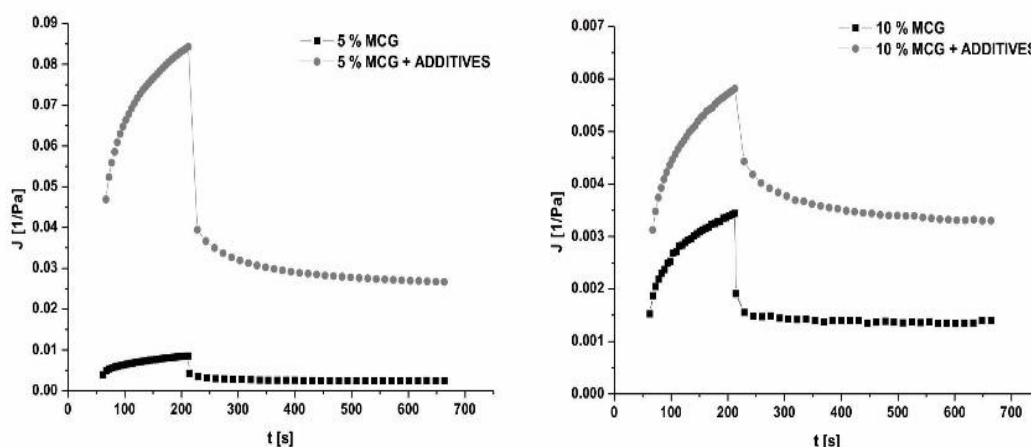 0.09
0.08
0.07
0.06
0.05
0.04
0.03
0.02
0.01
0.00
J [1/Pa]
5 % MCG
5 % MCG + ADDITIVES
0 100 200 300 400 500 600 700
t [s]
0.007
0.006
0.005
0.004
0.003
0.002
0.001
0.000
J [1/Pa]
10 % MCG
10 % MCG + ADDITIVES
0 100 200 300 400 500 600 700
t [s]